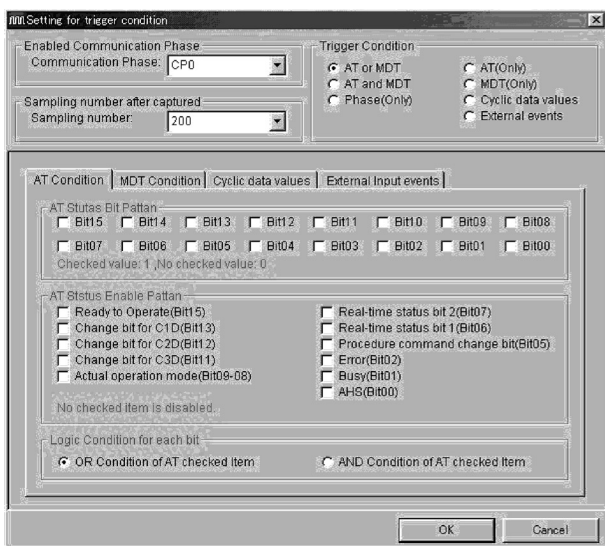 Setting for trigger condition
Enabled Communication Phase
Communication Phase: CP0
Sampling number after captured
Sampling number: 200
Trigger Condition
AT or MDT
AT and MDT
Phase(Only)
AT(Only)
MDT(Only)
Cyclic data values
External events
AT Condition MDT Condition Cyclic data values External Input events
AT Stutas Bit Pattan
Bit15 Bit14 Bit13 Bit12 Bit11 Bit10 Bit09 Bit08
Bit07 Bit06 Bit05 Bit04 Bit03 Bit02 Bit01 Bit00
Checked value: 1 ,No checked value: 0
AT Ststus Enable Pattan
Ready to Operate(Bit15)
Change bit for C1D(Bit13)
Change bit for C2D(Bit12)
Change bit for C3D(Bit11)
Actual operation mode(Bit09-08)
No checked item is disabled.
Real-time status bit 2(Bit07)
Real-time status bit 1(Bit06)
Procedure command change bit(Bit05)
Error(Bit02)
Busy(Bit01)
AHS(Bit00)
Logic Condition for each bit
OR Condition of AT checked Item
AND Condition of AT checked Item
OK Cancel